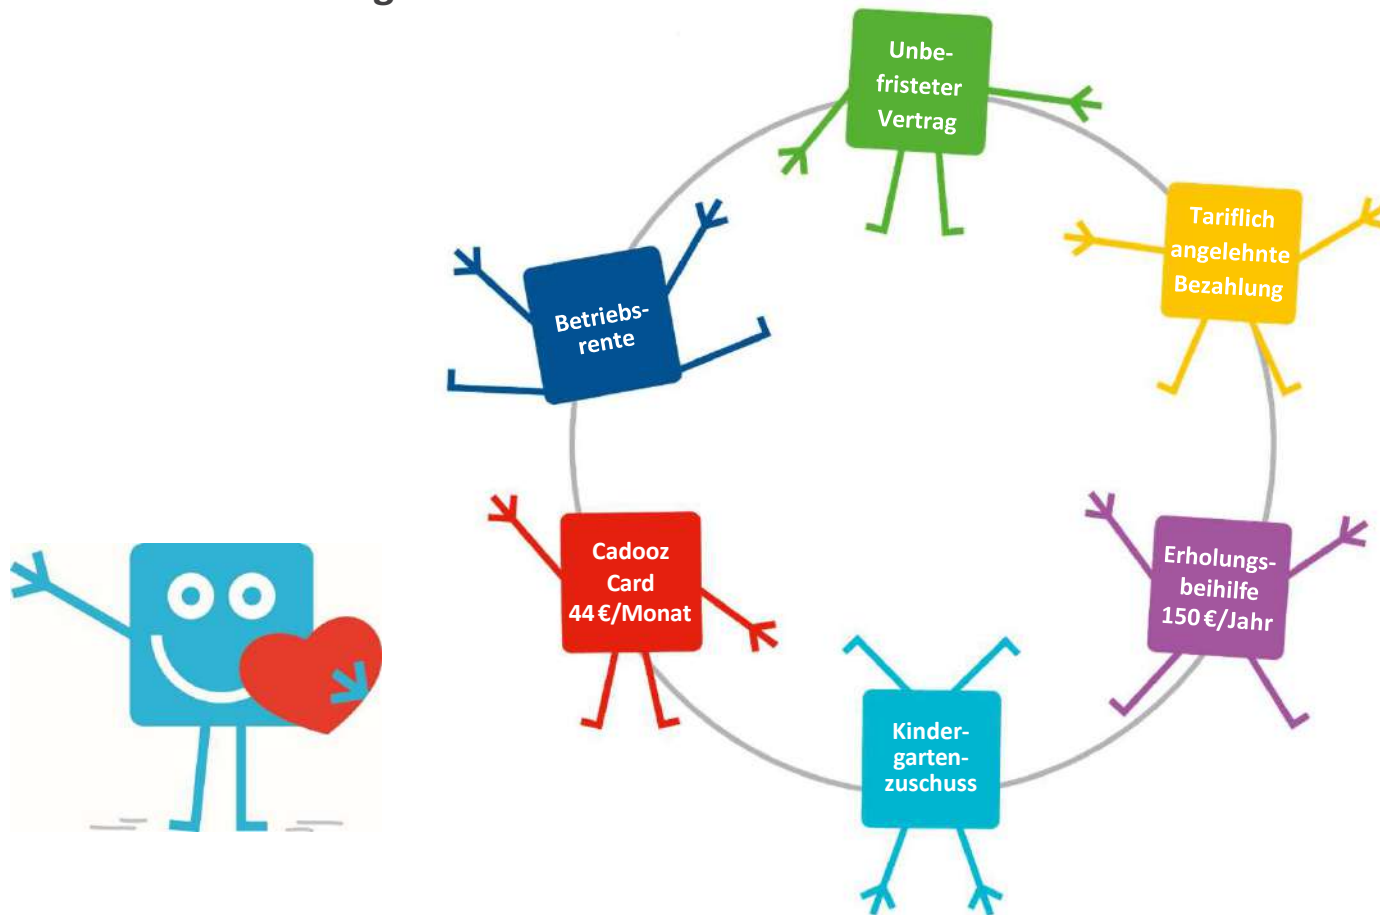 Unbe-
fristeter
Vertrag
Tariflich
angelehnte
Bezahlung
Erholungs-
beihilfe
150 €/Jahr
Kinder-
garten-
zuschuss
Cadooz
Card
44 €/Monat
Betriebs-
rente